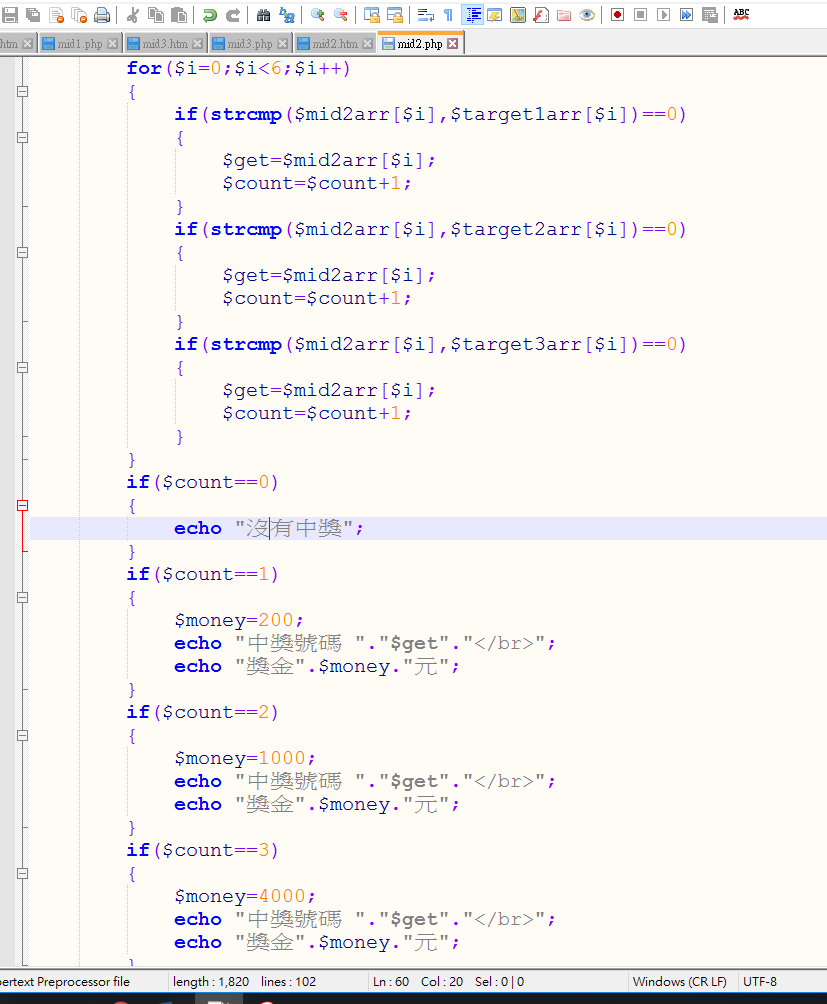 htm mid1.php mid3.htm mid3.php mid2.htm mid2.php
ABC
for($i=0;$i<6;$i++)
{
if(strcmp($mid2arr[$i],$target1arr[$i])==0)
{
$get=$mid2arr[$i];
$count=$count+1;
}
if(strcmp($mid2arr[$i],$target2arr[$i])==0)
{
$get=$mid2arr[$i];
$count=$count+1;
}
if(strcmp($mid2arr[$i],$target3arr[$i])==0)
{
$get=$mid2arr[$i];
$count=$count+1;
}
}
if($count==0)
{
echo "沒有中獎";
}
if($count==1)
{
$money=200;
echo "中獎號碼 "."$get"."</br>";
echo "獎金".$money."元";
}
if($count==2)
{
$money=1000;
echo "中獎號碼 "."$get"."</br>";
echo "獎金".$money."元";
}
if($count==3)
{
$money=4000;
echo "中獎號碼 "."$get"."</br>";
echo "獎金".$money."元";
}
pertext Preprocessor file length : 1,820 lines : 102 Ln : 60 Col : 20 Sel : 0 | 0 Windows (CR LF) UTF-8